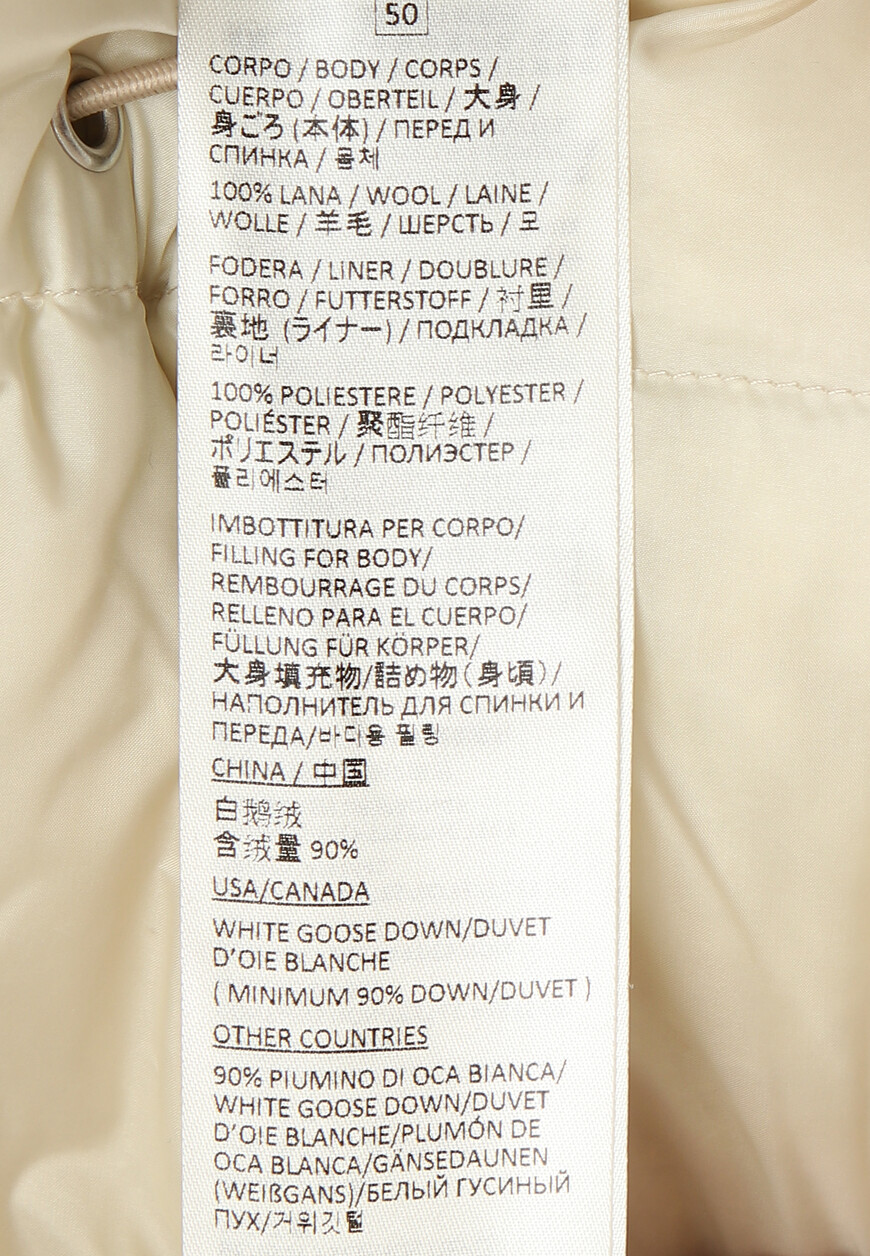 50
CORPO / BODY / CORPS /
CUERPO / OBERTEIL / 大身 /
身ごろ (本体) / ПЕРЕД И
СПИНКА / 몸체
100% LANA / WOOL / LAINE /
WOLLE / 羊毛 / ШЕРСТЬ / 모
FODERA / LINER / DOUBLURE /
FORRO / FUTTERSTOFF / 衬里 /
裏地 (ライナー) / ПОДКЛАДКА /
라이너
100% POLIESTERE / POLYESTER /
POLIÉSTER / 聚酯纤维 /
ポリエステル / ПОЛИЭСТЕР /
폴리에스터
IMBOTTITURA PER CORPO/
FILLING FOR BODY/
REMBOURRAGE DU CORPS/
RELLENO PARA EL CUERPO/
FÜLLUNG FÜR KÖRPER/
大身填充物/詰め物(身頃)/
НАПОЛНИТЕЛЬ ДЛЯ СПИНКИ И
ПЕРЕДА/바디용 필링
CHINA / 中国
白鹅绒
含绒量 90%
USA/CANADA
WHITE GOOSE DOWN/DUVET
D'OIE BLANCHE
( MINIMUM 90% DOWN/DUVET )
OTHER COUNTRIES
90% PIUMINO DI OCA BIANCA/
WHITE GOOSE DOWN/DUVET
D'OIE BLANCHE/PLUMÓN DE
OCA BLANCA/GÄNSEDAUNEN
(WEIßGANS)/БЕЛЫЙ ГУСИНЫЙ
ПУХ/거위깃털